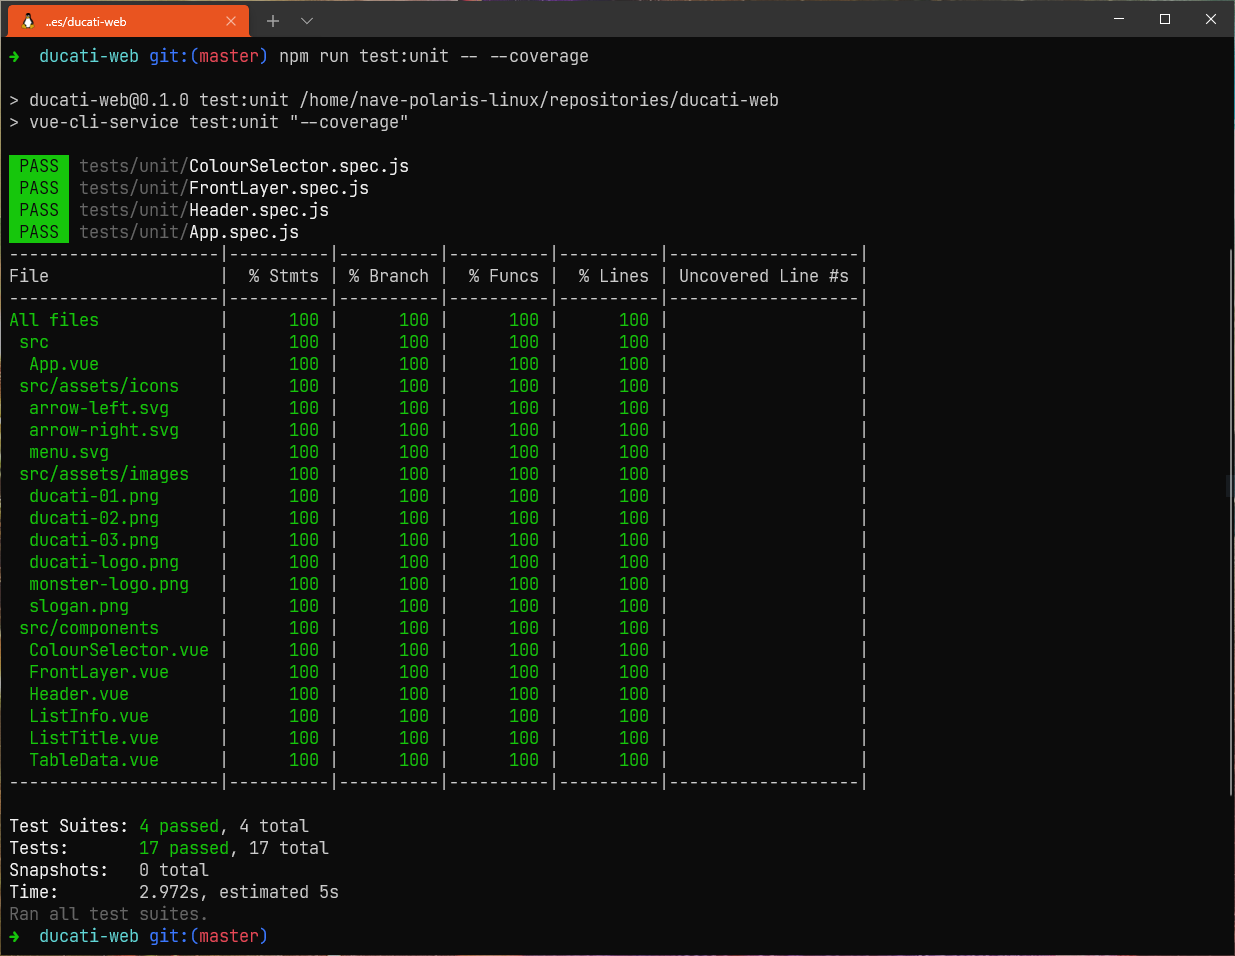 ..es/ducati-web
➜  ducati-web git:(master) npm run test:unit -- --coverage
> ducati-web@0.1.0 test:unit /home/nave-polaris-linux/repositories/ducati-web
> vue-cli-service test:unit "--coverage"
PASS tests/unit/ColourSelector.spec.js
PASS tests/unit/FrontLayer.spec.js
PASS tests/unit/Header.spec.js
PASS tests/unit/App.spec.js
---------------------|----------|----------|----------|----------|-------------------|
File                 |  % Stmts | % Branch |  % Funcs |  % Lines | Uncovered Line #s |
---------------------|----------|----------|----------|----------|-------------------|
All files            |      100 |      100 |      100 |      100 |                   |
 src                 |      100 |      100 |      100 |      100 |                   |
  App.vue            |      100 |      100 |      100 |      100 |                   |
 src/assets/icons    |      100 |      100 |      100 |      100 |                   |
  arrow-left.svg     |      100 |      100 |      100 |      100 |                   |
  arrow-right.svg    |      100 |      100 |      100 |      100 |                   |
  menu.svg           |      100 |      100 |      100 |      100 |                   |
 src/assets/images   |      100 |      100 |      100 |      100 |                   |
  ducati-01.png      |      100 |      100 |      100 |      100 |                   |
  ducati-02.png      |      100 |      100 |      100 |      100 |                   |
  ducati-03.png      |      100 |      100 |      100 |      100 |                   |
  ducati-logo.png    |      100 |      100 |      100 |      100 |                   |
  monster-logo.png   |      100 |      100 |      100 |      100 |                   |
  slogan.png         |      100 |      100 |      100 |      100 |                   |
 src/components      |      100 |      100 |      100 |      100 |                   |
  ColourSelector.vue |      100 |      100 |      100 |      100 |                   |
  FrontLayer.vue     |      100 |      100 |      100 |      100 |                   |
  Header.vue         |      100 |      100 |      100 |      100 |                   |
  ListInfo.vue       |      100 |      100 |      100 |      100 |                   |
  ListTitle.vue      |      100 |      100 |      100 |      100 |                   |
  TableData.vue      |      100 |      100 |      100 |      100 |                   |
---------------------|----------|----------|----------|----------|-------------------|
Test Suites: 4 passed, 4 total
Tests:       17 passed, 17 total
Snapshots:   0 total
Time:        2.972s, estimated 5s
Ran all test suites.
➜  ducati-web git:(master)